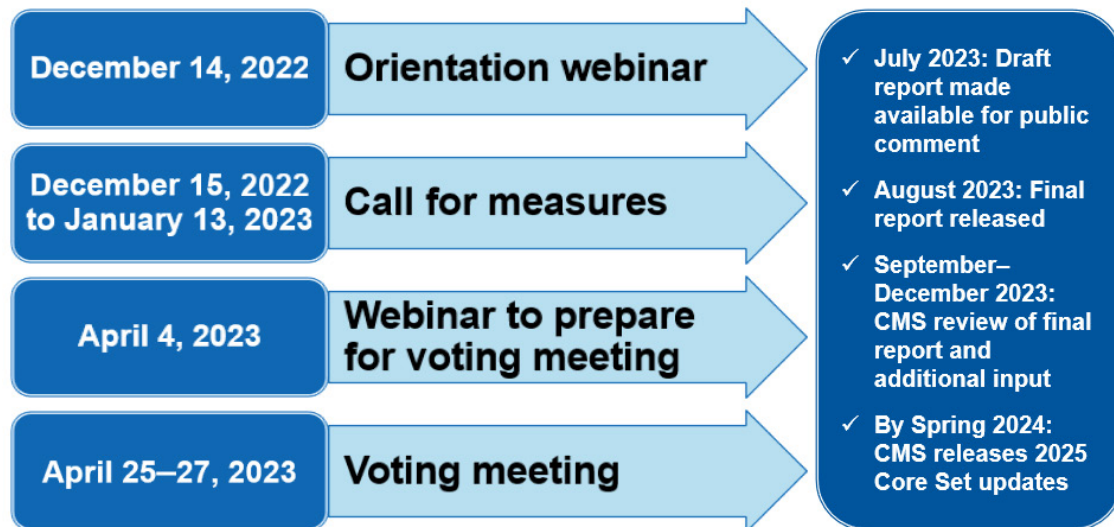 December 14, 2022
Orientation webinar
December 15, 2022
to January 13, 2023
Call for measures
April 4, 2023
Webinar to prepare
for voting meeting
April 25–27, 2023
Voting meeting
✓ July 2023: Draft
report made
available for public
comment
✓ August 2023: Final
report released
✓ September–
December 2023:
CMS review of final
report and
additional input
✓ By Spring 2024:
CMS releases 2025
Core Set updates